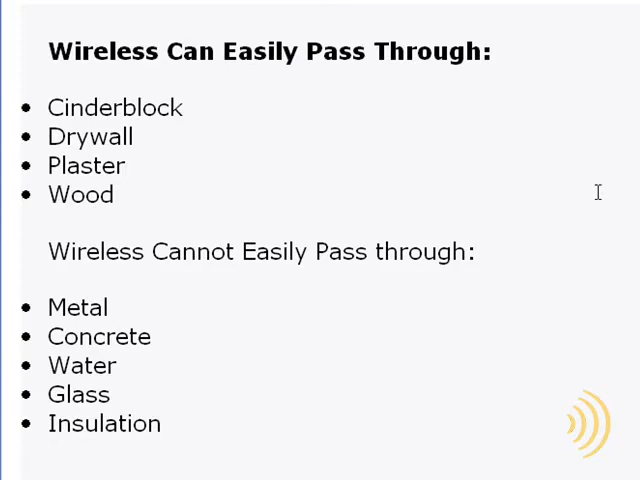 Wireless Can Easily Pass Through:
• Cinderblock
• Drywall
• Plaster
• Wood
Wireless Cannot Easily Pass through:
• Metal
• Concrete
• Water
• Glass
• Insulation